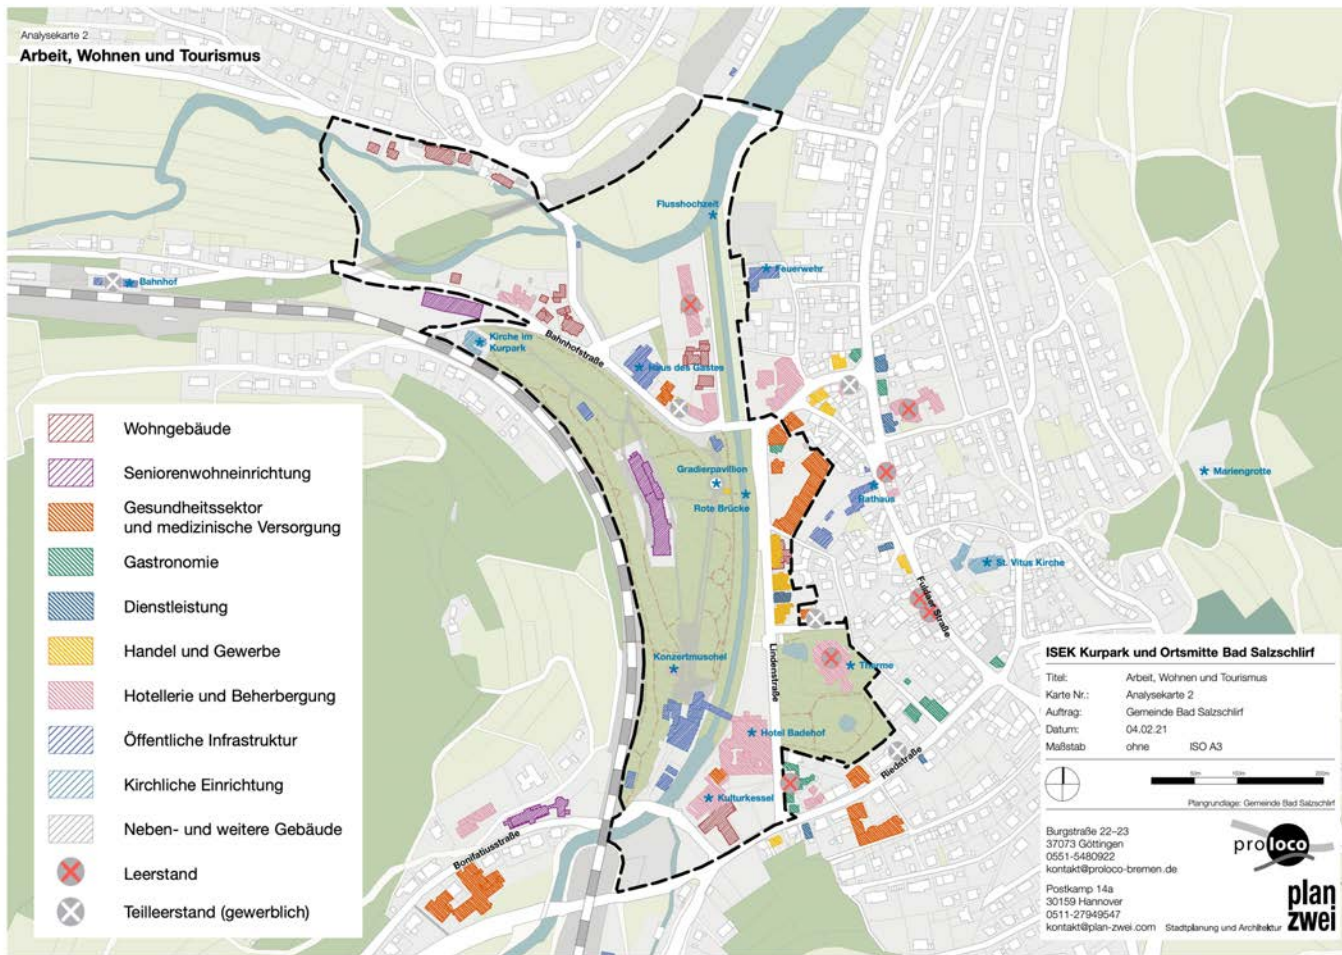 Analysekarte 2
Arbeit, Wohnen und Tourismus
Flusshochzeit
Feuerwehr
Bahnhof
Kirche im
Kurpark
Bahnhofstraße
Haus des Gastes
Gradierpavillion
Rote Brücke
Rathaus
Mariengrotte
St. Vitus Kirche
Fuldaer Straße
Konzertmuschel
Lindenstraße
Therme
Hotel Badehof
Riedstraße
Kulturkessel
Bonifatiusstraße
Wohngebäude
Seniorenwohneinrichtung
Gesundheitssektor
und medizinische Versorgung
Gastronomie
Dienstleistung
Handel und Gewerbe
Hotellerie und Beherbergung
Öffentliche Infrastruktur
Kirchliche Einrichtung
Neben- und weitere Gebäude
Leerstand
Teilleerstand (gewerblich)
ISEK Kurpark und Ortsmitte Bad Salzschlirf
Titel: Arbeit, Wohnen und Tourismus
Karte Nr.: Analysekarte 2
Auftrag: Gemeinde Bad Salzschlirf
Datum: 04.02.21
Maßstab ohne ISO A3
50m 100m 200m
Plangrundlage: Gemeinde Bad Salzschlirf
Burgstraße 22–23
37073 Göttingen
0551-5480922
kontakt@proloco-bremen.de
proloco
Postkamp 14a
30159 Hannover
0511-27949547
kontakt@plan-zwei.com Stadtplanung und Architektur
plan
zwei